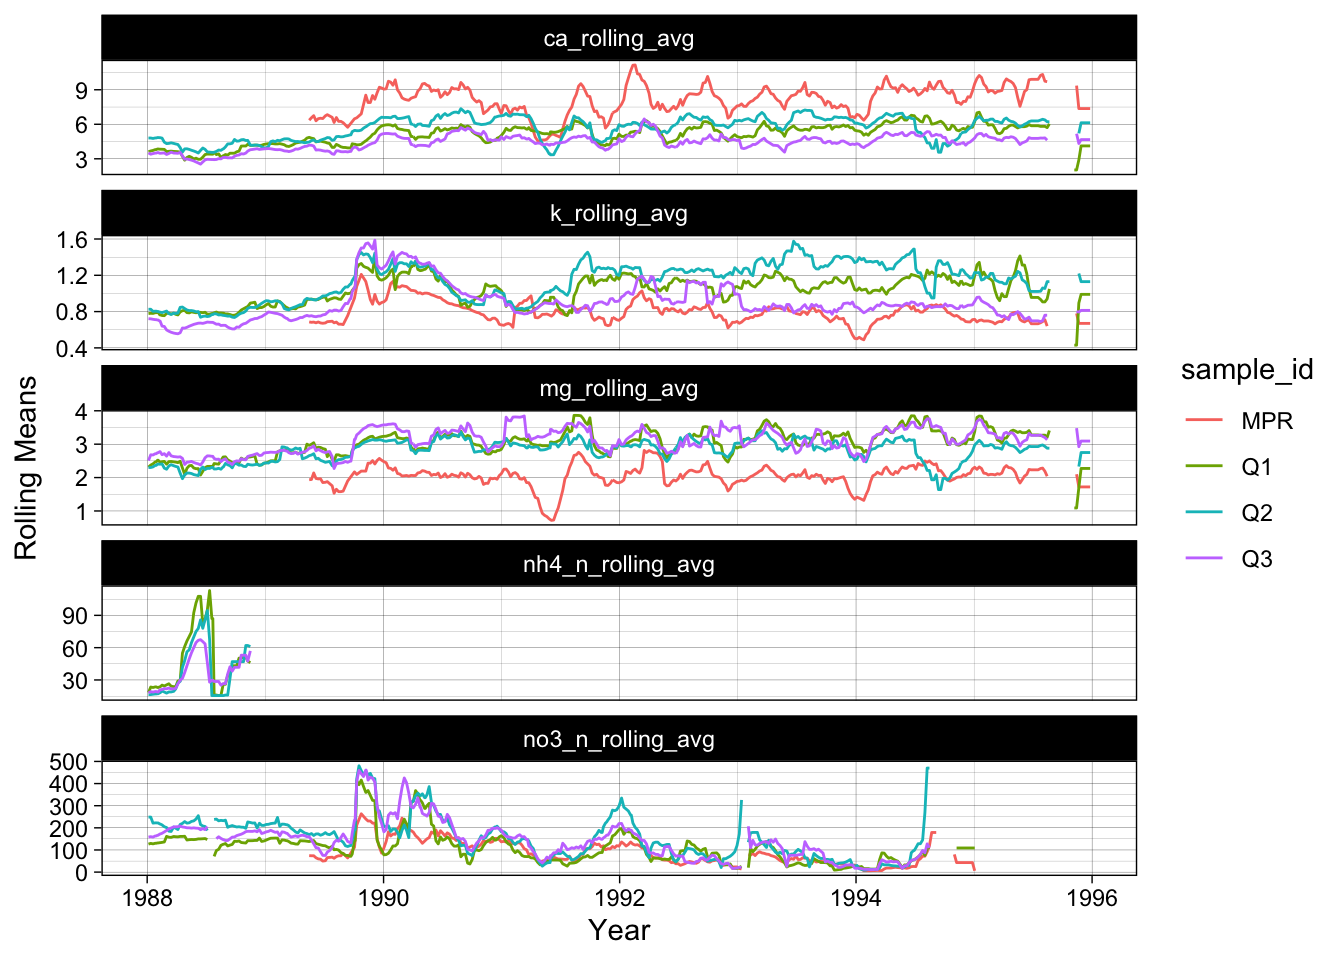 ca_rolling_avg
9
6
3
k_rolling_avg
1.6
1.2
0.8
0.4
mg_rolling_avg
4
3
2
1
nh4_n_rolling_avg
90
60
30
no3_n_rolling_avg
500
400
300
200
100
0
1988 1990 1992 1994 1996
Year
Rolling Means
sample_id
MPR
Q1
Q2
Q3